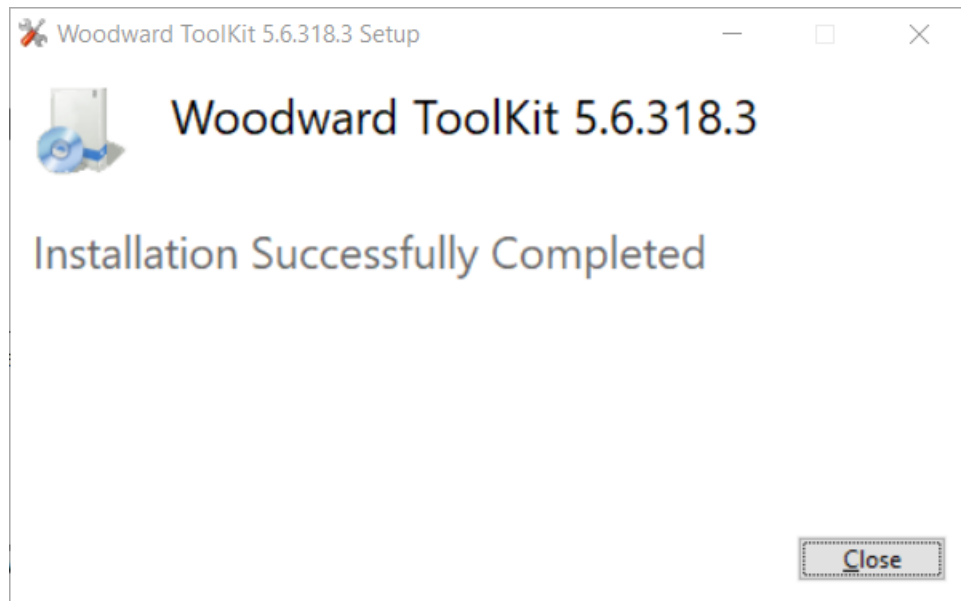 Woodward ToolKit 5.6.318.3 Setup
Woodward ToolKit 5.6.318.3
Installation Successfully Completed
Close